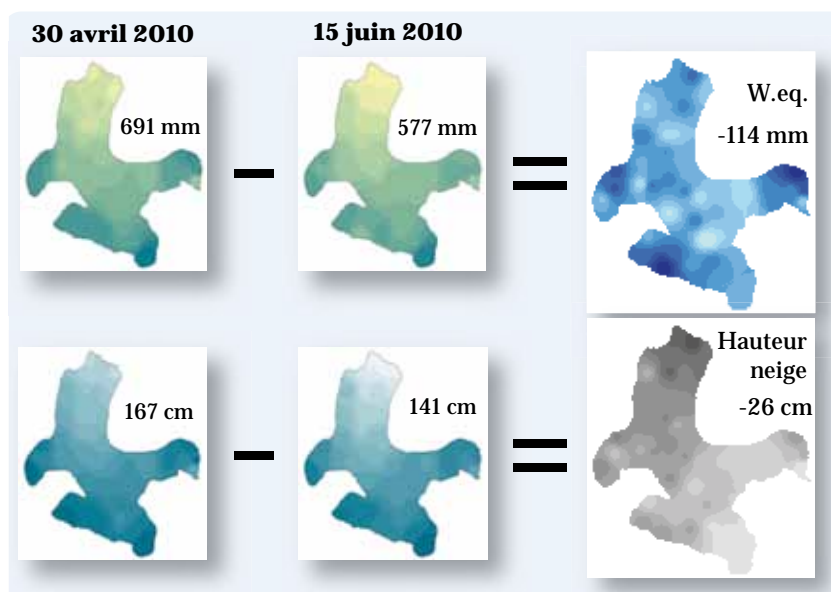 30 avril 2010
15 juin 2010
691 mm
577 mm
W.eq.
-114 mm
167 cm
141 cm
Hauteur
neige
-26 cm